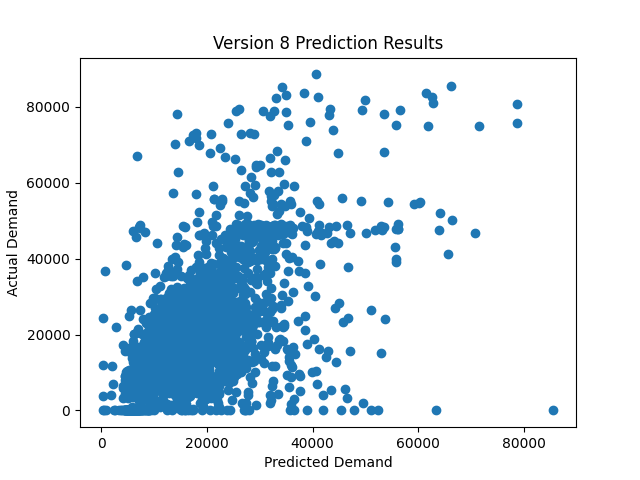 Version 8 Prediction Results
Actual Demand
80000
60000
40000
20000
0
0 20000 40000 60000 80000
Predicted Demand